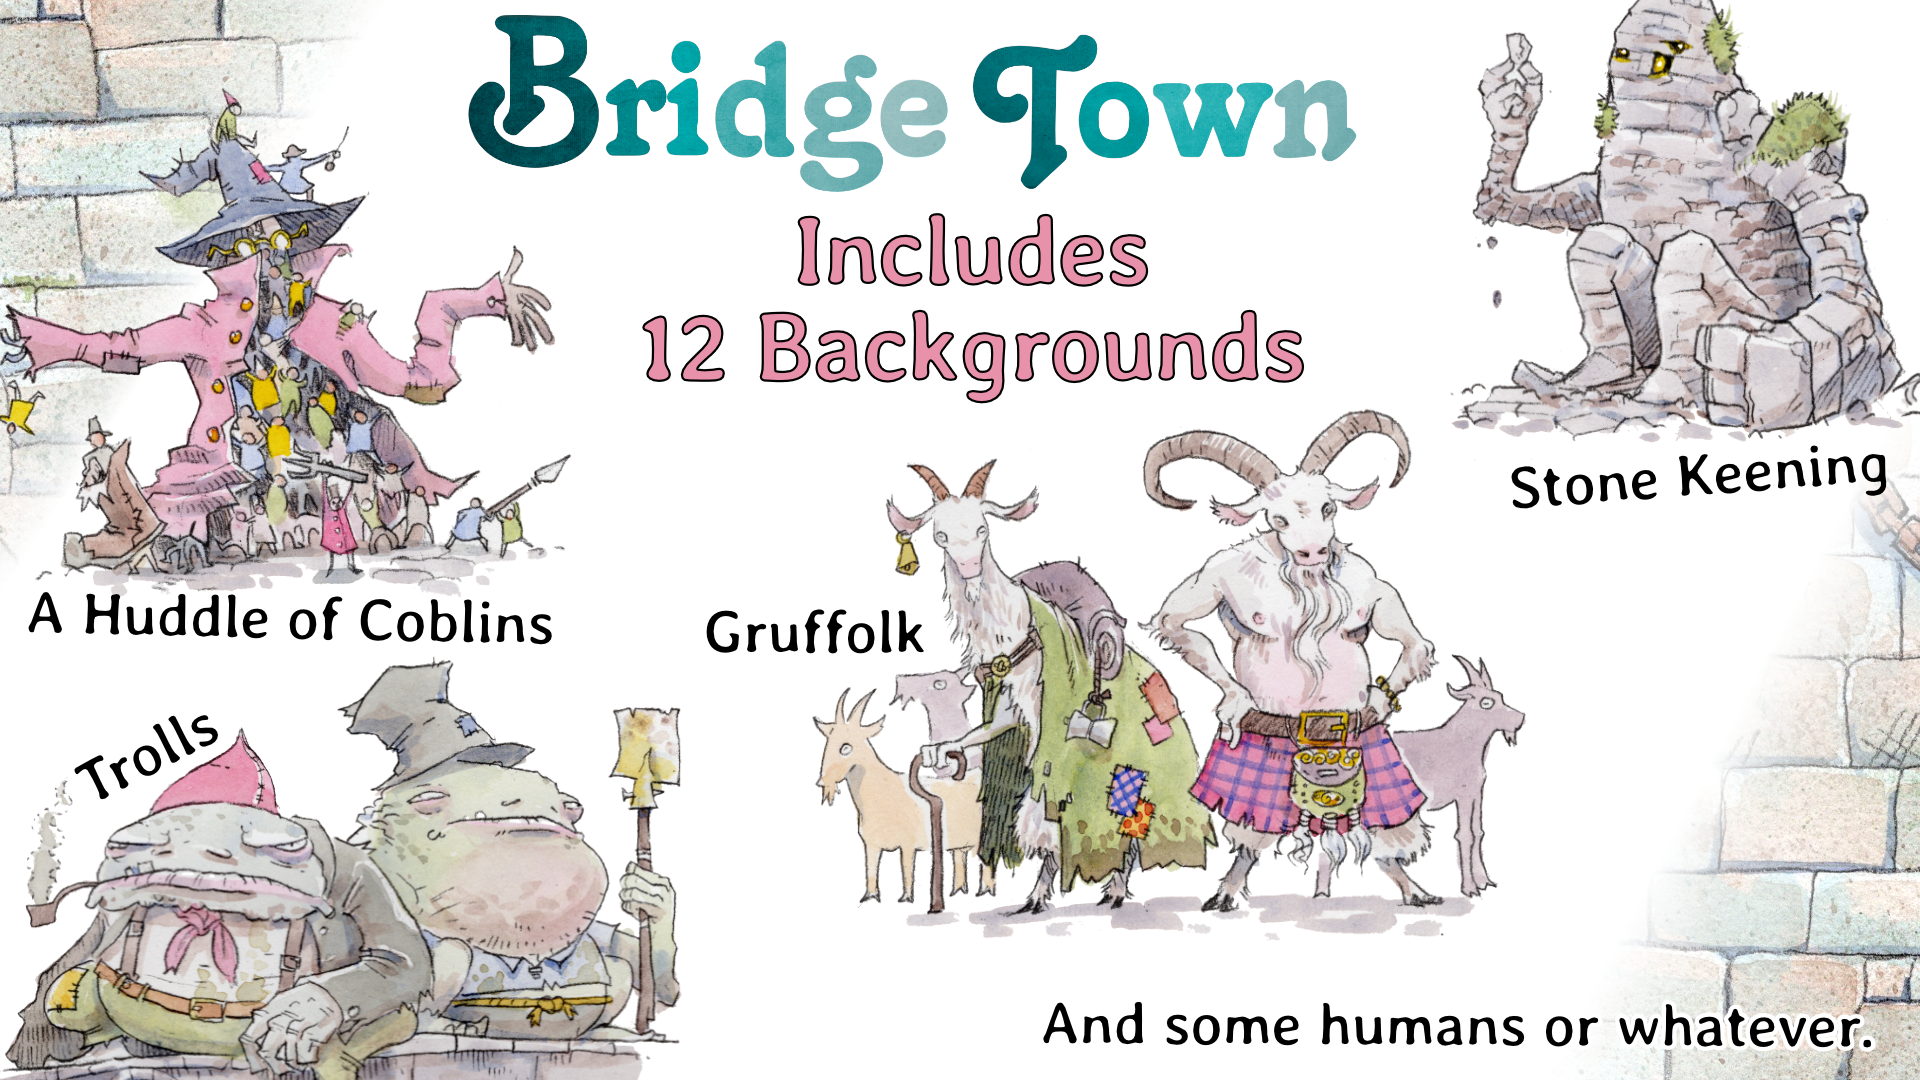 Bridge Town
Includes
12 Backgrounds
Stone Keening
A Huddle of Coblins
Gruffolk
Trolls
And some humans or whatever.